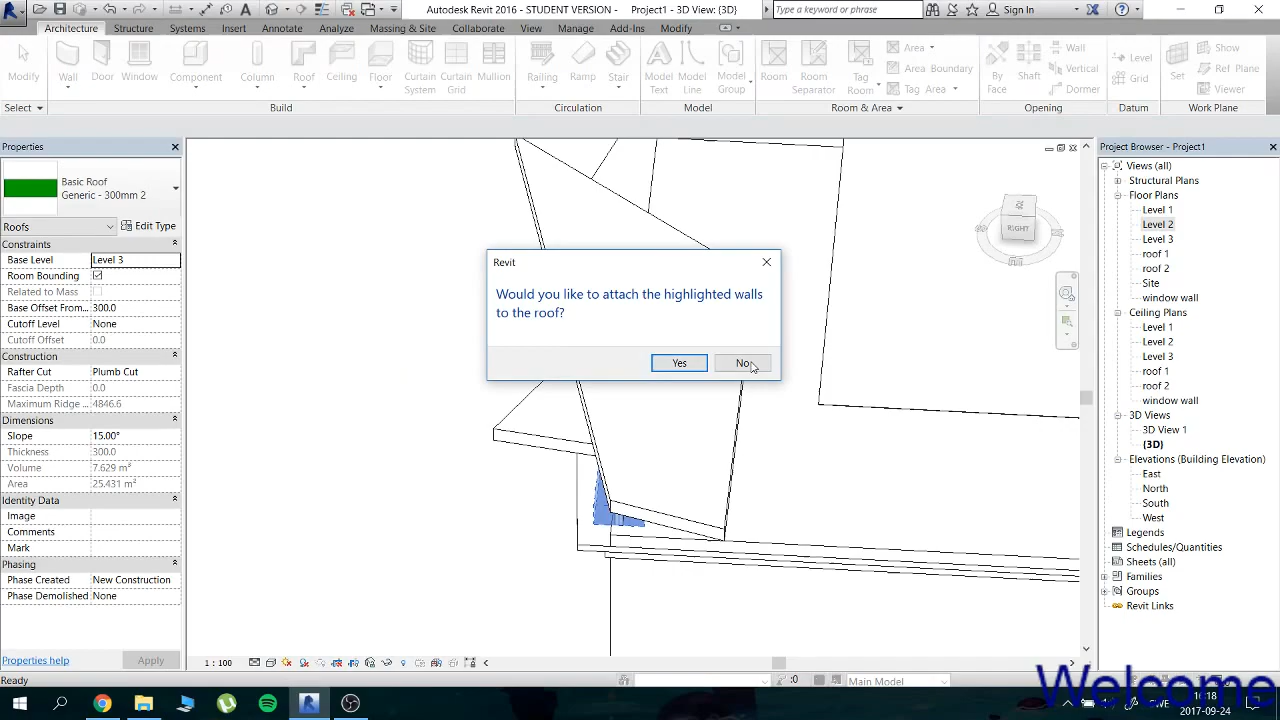 Autodesk Revit 2016 - STUDENT VERSION - Project1 - 3D View: {3D}
Type a keyword or phrase
Sign In
Architecture Structure Systems Insert Annotate Analyze Massing & Site Collaborate View Manage Add-Ins Modify
Modify
Wall
Door
Window
Component
Column
Roof
Floor
Curtain System
Curtain Grid
Mullion
Railing
Ramp
Stair
Model Text
Model Line
Model Group
Room
Room Separator
Tag Room
Area
Area Boundary
Tag Area
By Face
Shaft
Wall
Vertical
Dormer
Level
Grid
Set
Show
Ref Plane
Viewer
Select
Build
Circulation
Model
Room & Area
Opening
Datum
Work Plane
Properties
Basic Roof
Generic - 300mm 2
Roofs
Edit Type
Constraints
Base Level Level 3
Room Bounding
Related to Mass
Base Offset From... 300.0
Cutoff Level None
Cutoff Offset 0.0
Construction
Rafter Cut Plumb Cut
Fascia Depth 0.0
Maximum Ridge ... 4846.6
Dimensions
Slope 15.00°
Thickness 300.0
Volume 7.629 m³
Area 25.431 m²
Identity Data
Image
Comments
Mark
Phasing
Phase Created New Construction
Phase Demolished None
Properties help
Apply
RIGHT
Revit
Would you like to attach the highlighted walls
to the roof?
Yes
No
1 : 100
Project Browser - Project1
Views (all)
Structural Plans
Floor Plans
Level 1
Level 2
Level 3
roof 1
roof 2
Site
window wall
Ceiling Plans
Level 1
Level 2
Level 3
roof 1
roof 2
window wall
3D Views
3D View 1
{3D}
Elevations (Building Elevation)
East
North
South
West
Legends
Schedules/Quantities
Sheets (all)
Families
Groups
Revit Links
Ready
:0
Main Model
Welcome
SWE
16:18
2017-09-24